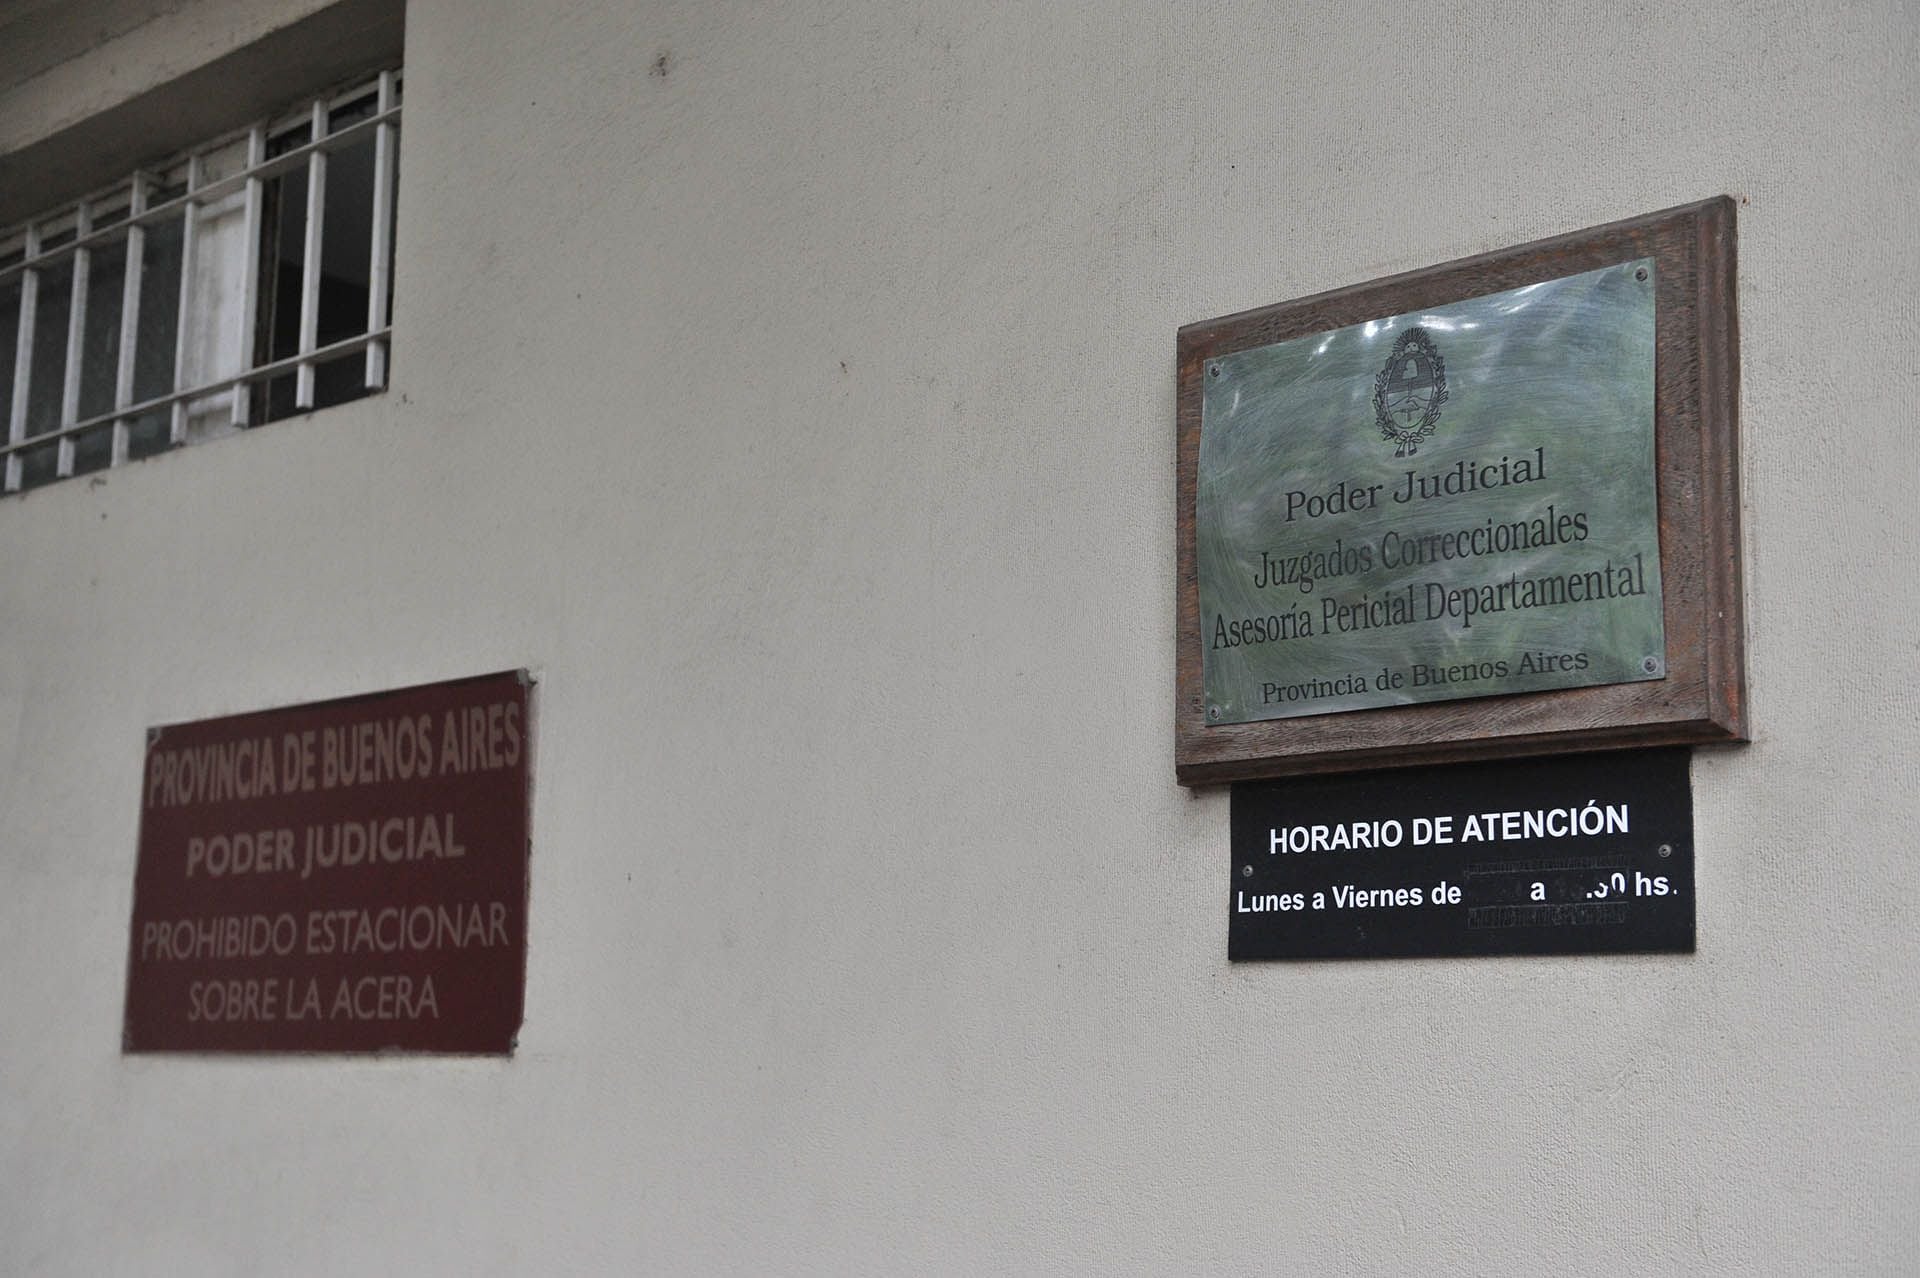 PROVINCIA DE BUENOS AIRES
PODER JUDICIAL
PROHIBIDO ESTACIONAR
SOBRE LA ACERA
Poder Judicial
Juzgados Correccionales
Asesoría Pericial Departamental
Provincia de Buenos Aires
HORARIO DE ATENCIÓN
Lunes a Viernes de a hs.